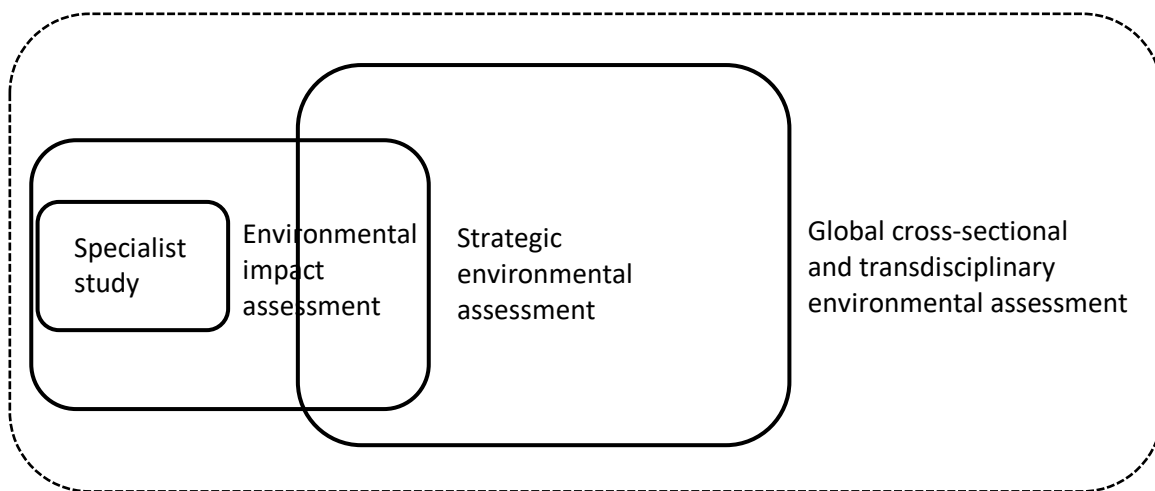 Specialist
study
Environmental
impact
assessment
Strategic
environmental
assessment
Global cross-sectional
and transdisciplinary
environmental assessment